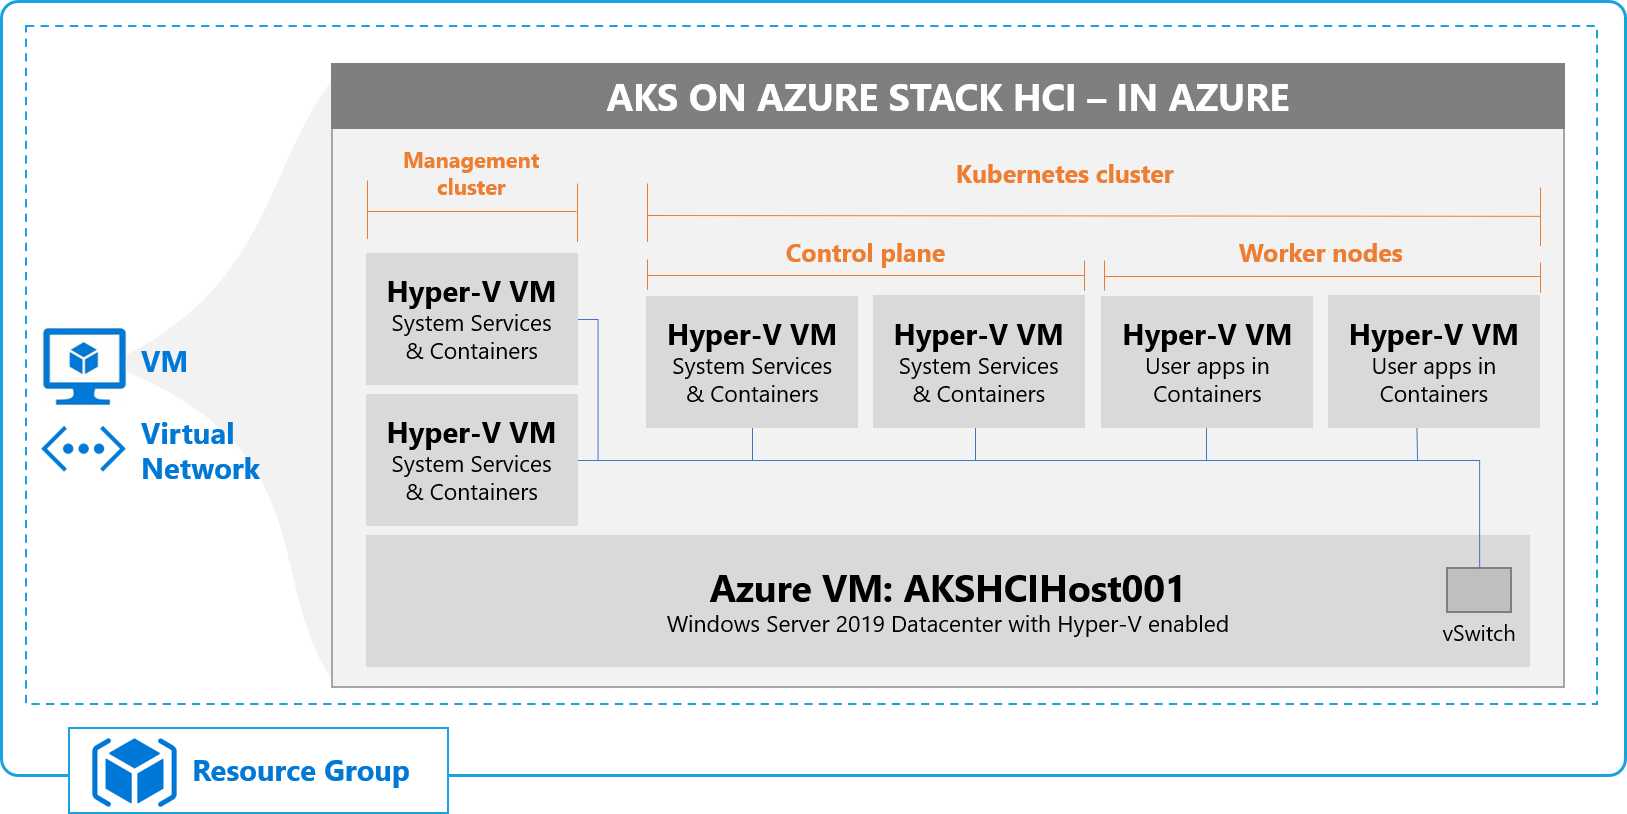 AKS ON AZURE STACK HCI – IN AZURE
Management
cluster
Kubernetes cluster
Control plane
Worker nodes
Hyper-V VM
System Services
& Containers
Hyper-V VM
System Services
& Containers
Hyper-V VM
System Services
& Containers
Hyper-V VM
System Services
& Containers
Hyper-V VM
User apps in
Containers
Hyper-V VM
User apps in
Containers
VM
Virtual
Network
Azure VM: AKSHCIHost001
Windows Server 2019 Datacenter with Hyper-V enabled
vSwitch
Resource Group